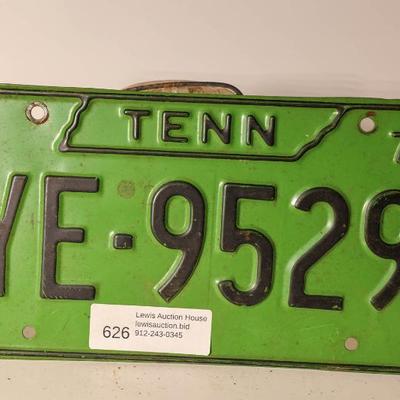 TENN
YE-9529
626
Lewis Auction House
lewisauction.bid
912-243-0345